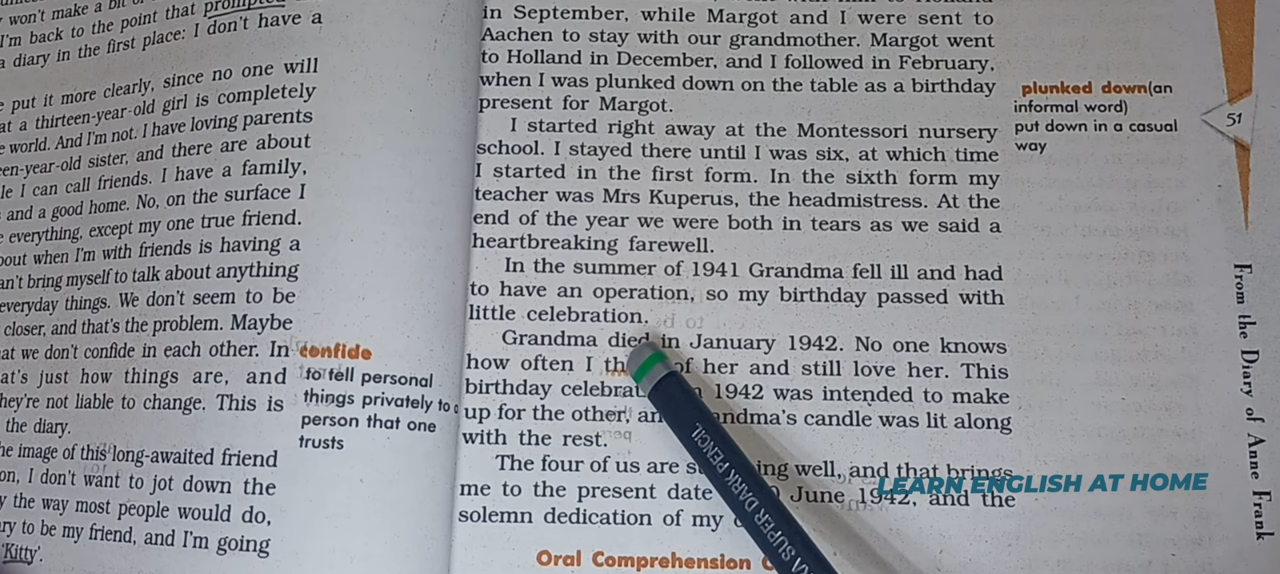 won't make a bit
I'm back to the point that prompted
a diary in the first place: I don't have a
put it more clearly, since no one will
at a thirteen-year-old girl is completely
world. And I'm not. I have loving parents
een-year-old sister, and there are about
le I can call friends. I have a family,
and a good home. No, on the surface I
everything, except my one true friend.
bout when I'm with friends is having a
an't bring myself to talk about anything
everyday things. We don't seem to be
closer, and that's the problem. Maybe
at we don't confide in each other. In
at's just how things are, and
hey're not liable to change. This is
the diary.
he image of this long-awaited friend
on, I don't want to jot down the
y the way most people would do,
ry to be my friend, and I'm going
'Kitty'.
confide
to tell personal
things privately to a
person that one
trusts
in September, while Margot and I were sent to
Aachen to stay with our grandmother. Margot went
to Holland in December, and I followed in February,
when I was plunked down on the table as a birthday
present for Margot.
I started right away at the Montessori nursery
school. I stayed there until I was six, at which time
I started in the first form. In the sixth form my
teacher was Mrs Kuperus, the headmistress. At the
end of the year we were both in tears as we said a
heartbreaking farewell.
In the summer of 1941 Grandma fell ill and had
to have an operation, so my birthday passed with
little celebration.
Grandma died in January 1942. No one knows
how often I th of her and still love her. This
birthday celebrat 1942 was intended to make
up for the other, an ndma's candle was lit along
with the rest.
The four of us are s ing well, and that brings
me to the present date June 1942, and the
solemn dedication of my
Oral Comprehension
plunked down(an
informal word)
put down in a casual
way
51
From the Diary of Anne Frank
SUPER DARK PENCIL
LEARN ENGLISH AT HOME